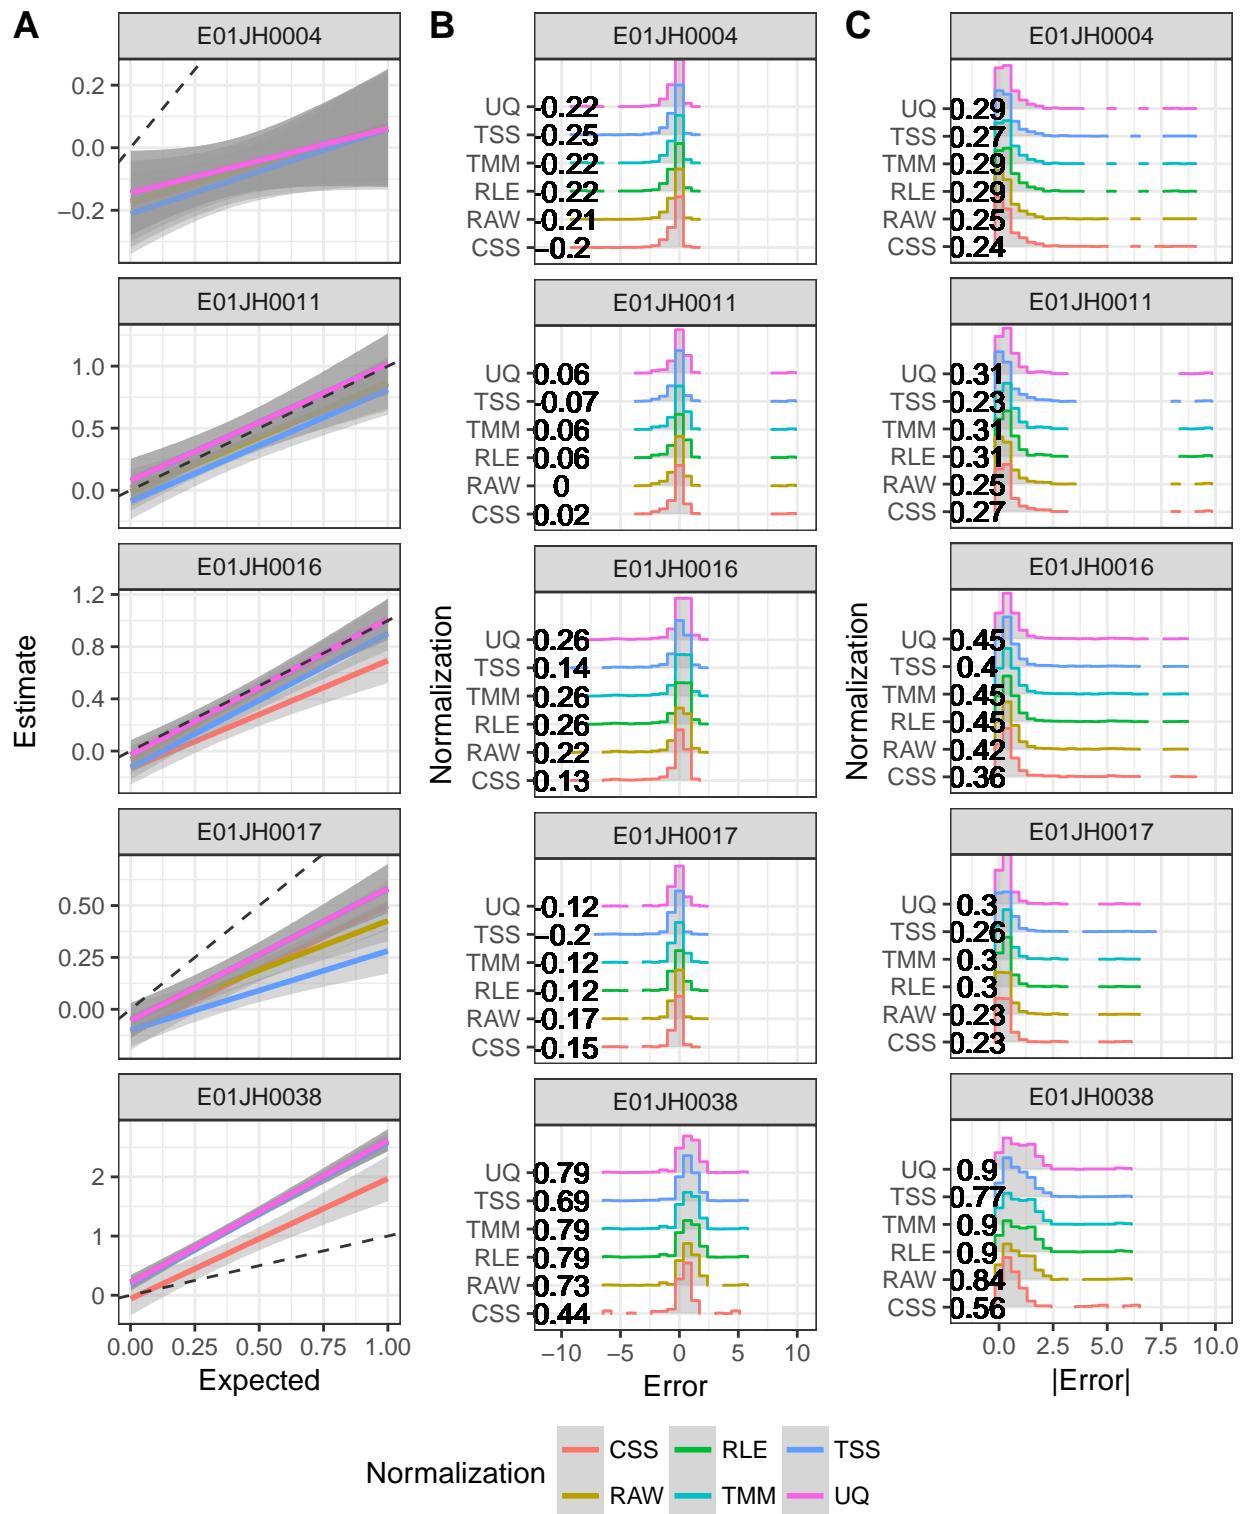 A
E01JH0004
0.2
0.0
−0.2
E01JH0011
1.0
0.5
0.0
E01JH0016
1.2
0.8
0.4
0.0
E01JH0017
0.50
0.25
0.00
E01JH0038
2
1
0
0.00 0.25 0.50 0.75 1.00
Expected
Estimate
B
E01JH0004
UQ −0.22
TSS −0.25
TMM −0.22
RLE −0.22
RAW −0.21
CSS −0.2
E01JH0011
UQ 0.06
TSS −0.07
TMM 0.06
RLE 0.06
RAW 0
CSS 0.02
E01JH0016
UQ 0.26
TSS 0.14
TMM 0.26
RLE 0.26
RAW 0.22
CSS 0.13
E01JH0017
UQ −0.12
TSS −0.2
TMM −0.12
RLE −0.12
RAW −0.17
CSS −0.15
E01JH0038
UQ 0.79
TSS 0.69
TMM 0.79
RLE 0.79
RAW 0.73
CSS 0.44
−10 −5 0 5 10
Error
Normalization
C
E01JH0004
UQ 0.29
TSS 0.27
TMM 0.29
RLE 0.29
RAW 0.25
CSS 0.24
E01JH0011
UQ 0.31
TSS 0.23
TMM 0.31
RLE 0.31
RAW 0.25
CSS 0.27
E01JH0016
UQ 0.45
TSS 0.4
TMM 0.45
RLE 0.45
RAW 0.42
CSS 0.36
E01JH0017
UQ 0.3
TSS 0.26
TMM 0.3
RLE 0.3
RAW 0.23
CSS 0.23
E01JH0038
UQ 0.9
TSS 0.77
TMM 0.9
RLE 0.9
RAW 0.84
CSS 0.56
0.0 2.5 5.0 7.5 10.0
|Error|
Normalization
Normalization
CSS RLE TSS
RAW TMM UQ